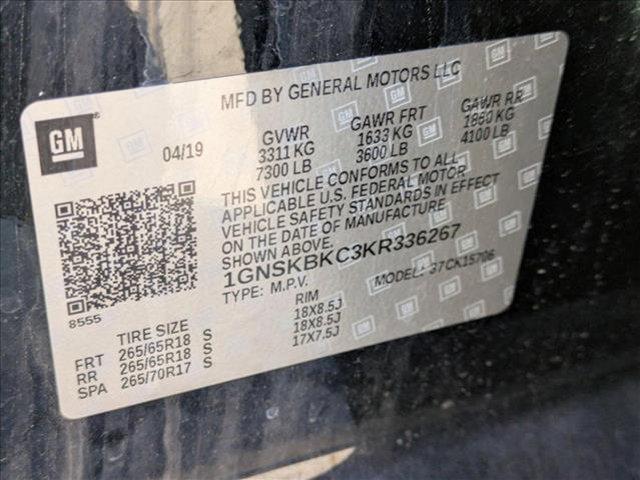 MFD BY GENERAL MOTORS LLC
GM
04/19 GVWR GAWR FRT GAWR RR
3311 KG 1633 KG 1860 KG
7300 LB 3600 LB 4100 LB
THIS VEHICLE CONFORMS TO ALL
APPLICABLE U.S. FEDERAL MOTOR
VEHICLE SAFETY STANDARDS IN EFFECT
ON THE DATE OF MANUFACTURE
SHOWN ABOVE.
1GNSKBKC3KR336267
TYPE: M.P.V. MODEL: 37CK15706
8555
TIRE SIZE RIM
FRT 265/65R18 S 18X8.5J
RR 265/65R18 S 18X8.5J
SPA 265/70R17 S 17X7.5J